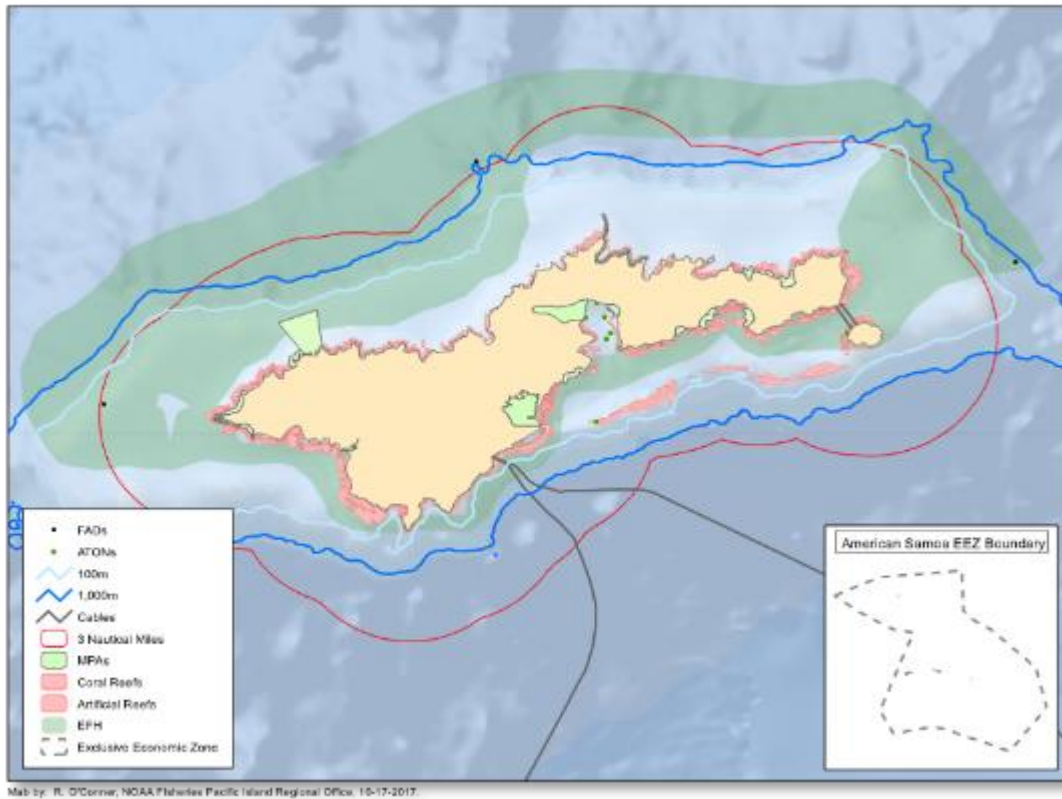 FADs
ATONs
100m
1,000m
Cables
3 Nautical Miles
MPAs
Coral Reefs
Artificial Reefs
EFH
Exclusive Economic Zone
American Samoa EEZ Boundary
Mab by: R. O'Conner, NOAA Fisheries Pacific Island Regional Office, 10-17-2017.